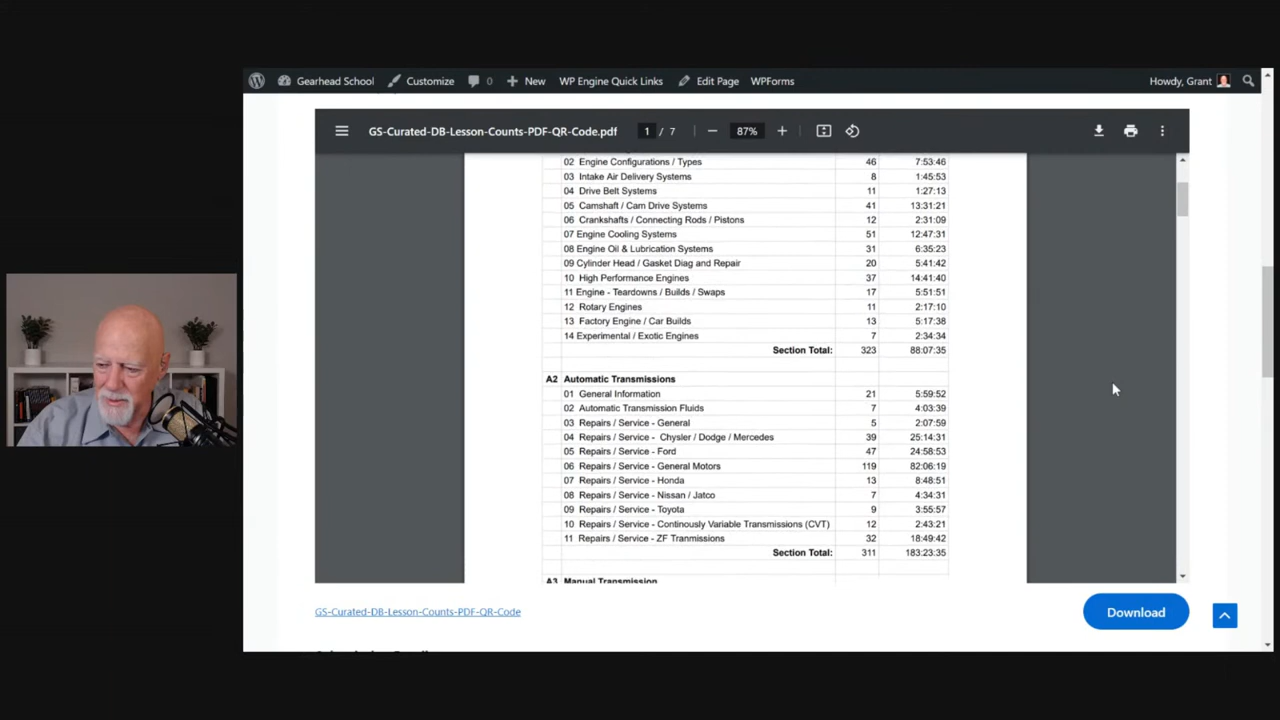 Gearhead School Customize 0 New WP Engine Quick Links Edit Page WPForms Howdy, Grant
GS-Curated-DB-Lesson-Counts-PDF-QR-Code.pdf 1 / 7 87%
02 Engine Configurations / Types 46 7:53:46
03 Intake Air Delivery Systems 8 1:45:53
04 Drive Belt Systems 11 1:27:13
05 Camshaft / Cam Drive Systems 41 13:31:21
06 Crankshafts / Connecting Rods / Pistons 12 2:31:09
07 Engine Cooling Systems 51 12:47:31
08 Engine Oil & Lubrication Systems 31 6:35:23
09 Cylinder Head / Gasket Diag and Repair 20 5:41:42
10 High Performance Engines 37 14:41:40
11 Engine - Teardowns / Builds / Swaps 17 5:51:51
12 Rotary Engines 11 2:17:10
13 Factory Engine / Car Builds 13 5:17:38
14 Experimental / Exotic Engines 7 2:34:34
Section Total: 323 88:07:35
A2 Automatic Transmissions
01 General Information 21 5:59:52
02 Automatic Transmission Fluids 7 4:03:39
03 Repairs / Service - General 5 2:07:59
04 Repairs / Service - Chysler / Dodge / Mercedes 39 25:14:31
05 Repairs / Service - Ford 47 24:58:53
06 Repairs / Service - General Motors 119 82:06:19
07 Repairs / Service - Honda 13 8:48:51
08 Repairs / Service - Nissan / Jatco 7 4:34:31
09 Repairs / Service - Toyota 9 3:55:57
10 Repairs / Service - Continously Variable Transmissions (CVT) 12 2:43:21
11 Repairs / Service - ZF Tranmissions 32 18:49:42
Section Total: 311 183:23:35
A3 Manual Transmission
GS-Curated-DB-Lesson-Counts-PDF-QR-Code
Download